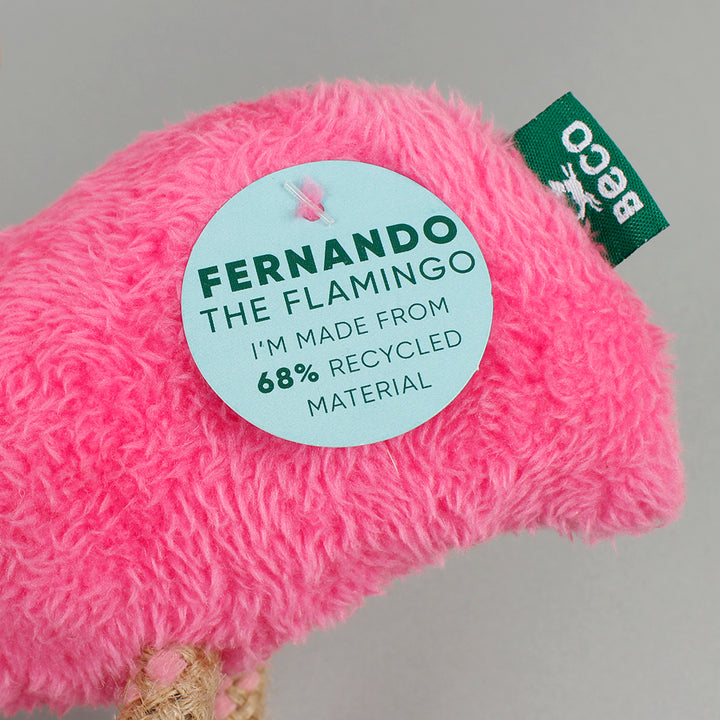 FERNANDO
THE FLAMINGO
I'M MADE FROM
68% RECYCLED
MATERIAL
BeCO